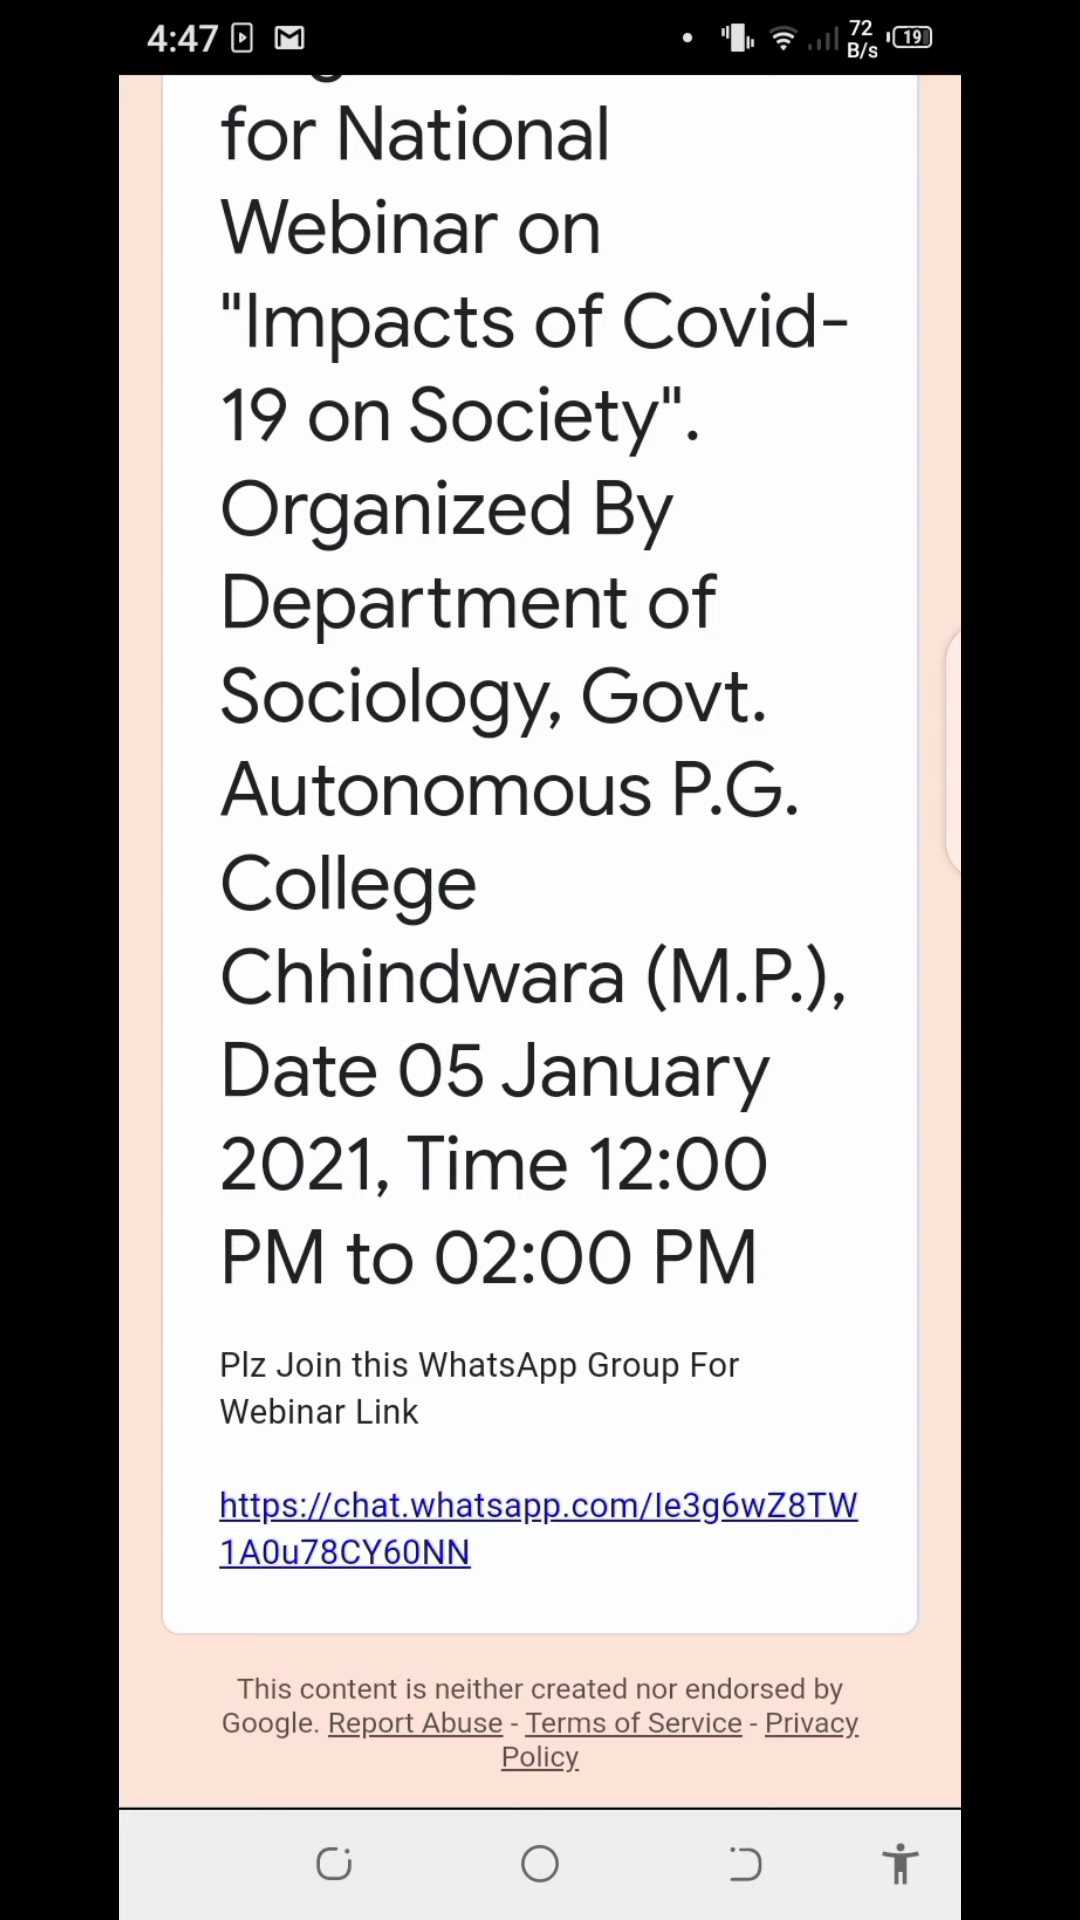 4:47
72
B/s
19
for National
Webinar on
"Impacts of Covid-
19 on Society".
Organized By
Department of
Sociology, Govt.
Autonomous P.G.
College
Chhindwara (M.P.),
Date 05 January
2021, Time 12:00
PM to 02:00 PM
Plz Join this WhatsApp Group For
Webinar Link
https://chat.whatsapp.com/Ie3g6wZ8TW
1A0u78CY60NN
This content is neither created nor endorsed by
Google. Report Abuse - Terms of Service - Privacy
Policy